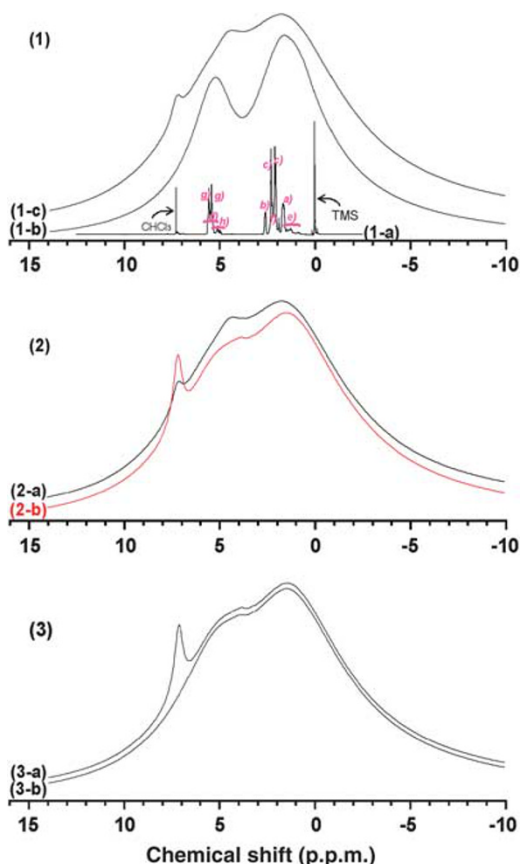 (1)
c)
c)
g)
g)
b)
a)
h)
e)
(1-c)
(1-b)
CHCl3
TMS
(1-a)
15 10 5 0 -5 -10
(2)
(2-a)
(2-b)
15 10 5 0 -5 -10
(3)
(3-a)
(3-b)
15 10 5 0 -5 -10
Chemical shift (p.p.m.)